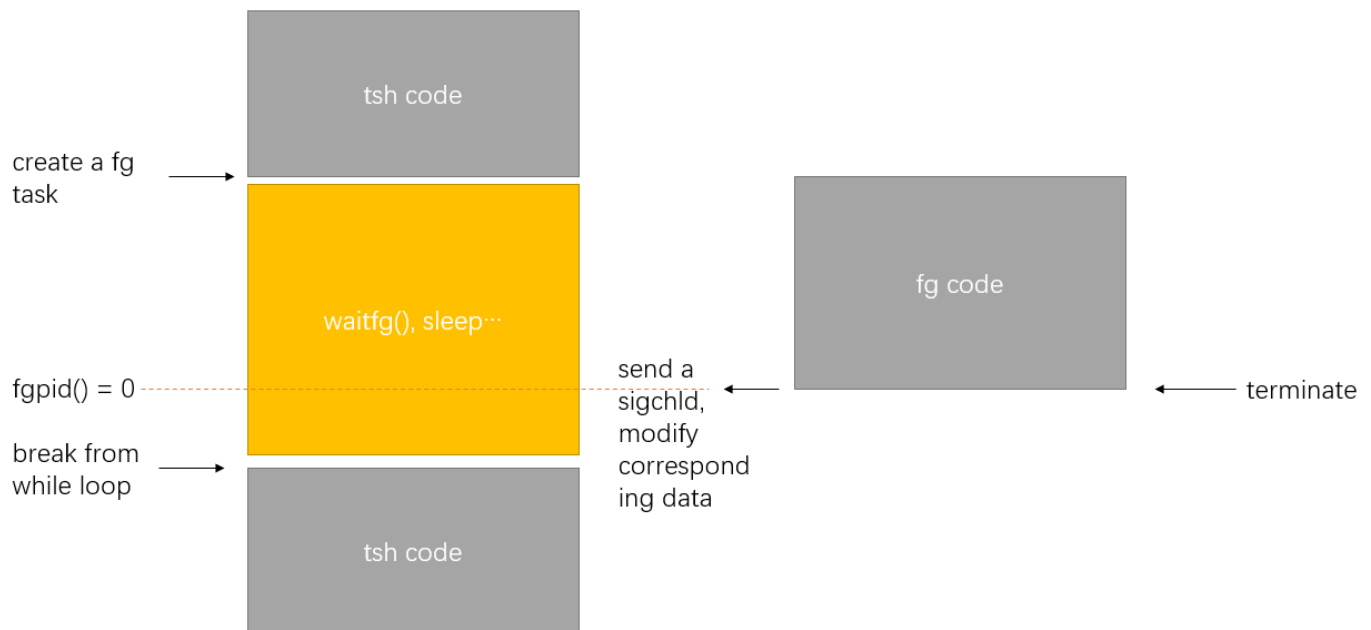 tsh code
create a fg
task
fg code
waitfg(), sleep…
send a
sigchld,
modify
correspond
ing data
fgpid() = 0
terminate
break from
while loop
tsh code